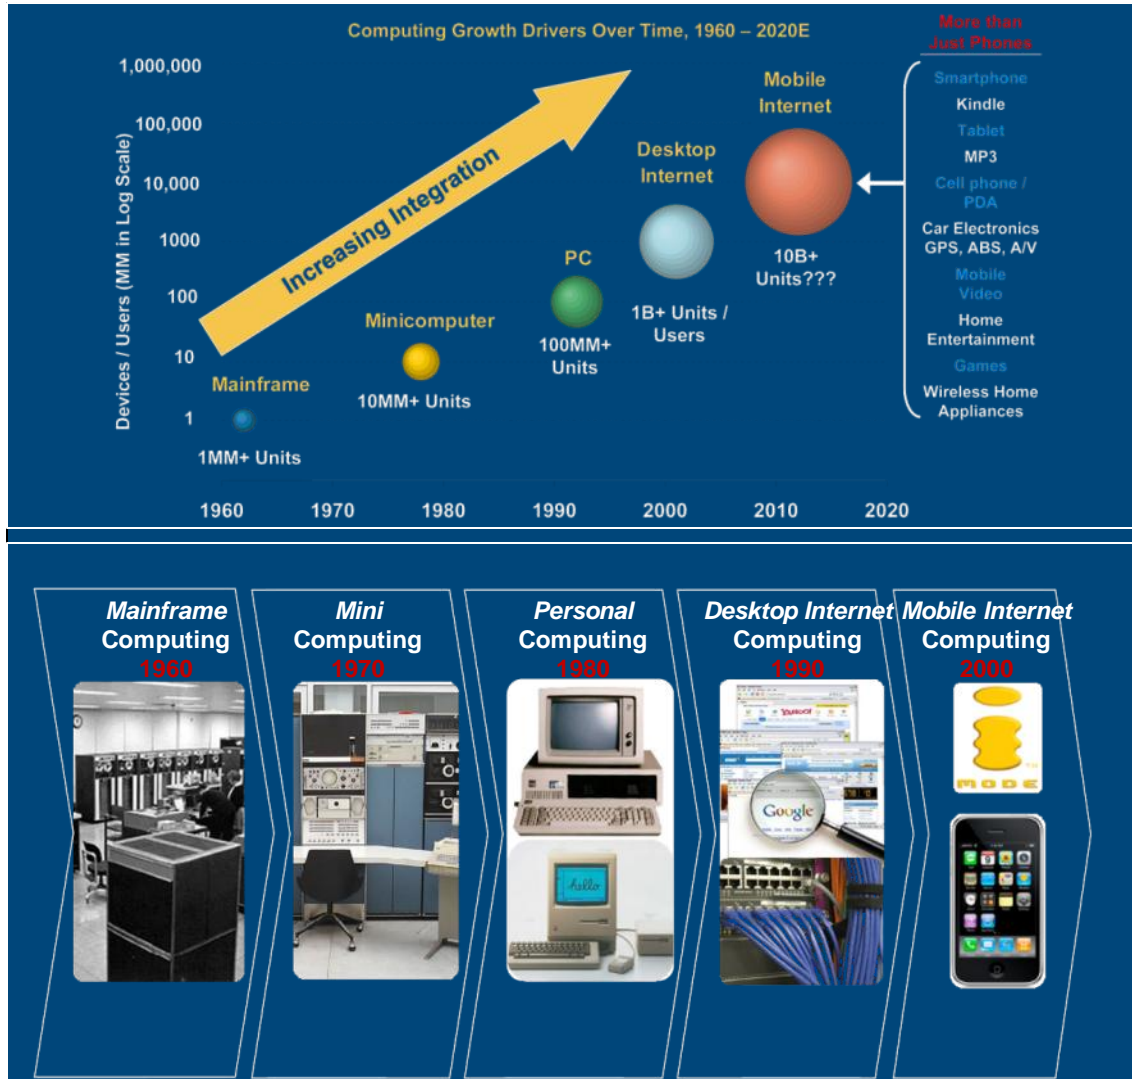 Computing Growth Drivers Over Time, 1960 – 2020E
More than
Just Phones
Devices / Users (MM in Log Scale)
1,000,000
100,000
10,000
1000
100
10
1
Increasing Integration
Mainframe
1MM+ Units
Minicomputer
10MM+ Units
PC
100MM+
Units
Desktop
Internet
1B+ Units /
Users
Mobile
Internet
10B+
Units???
Smartphone
Kindle
Tablet
MP3
Cell phone /
PDA
Car Electronics
GPS, ABS, A/V
Mobile
Video
Home
Entertainment
Games
Wireless Home
Appliances
1960 1970 1980 1990 2000 2010 2020
Mainframe
Computing
1960
Mini
Computing
1970
Personal
Computing
1980
hello
Desktop Internet
Computing
1990
YAHOO!
Google
Mobile Internet
Computing
2000
MODE
TM